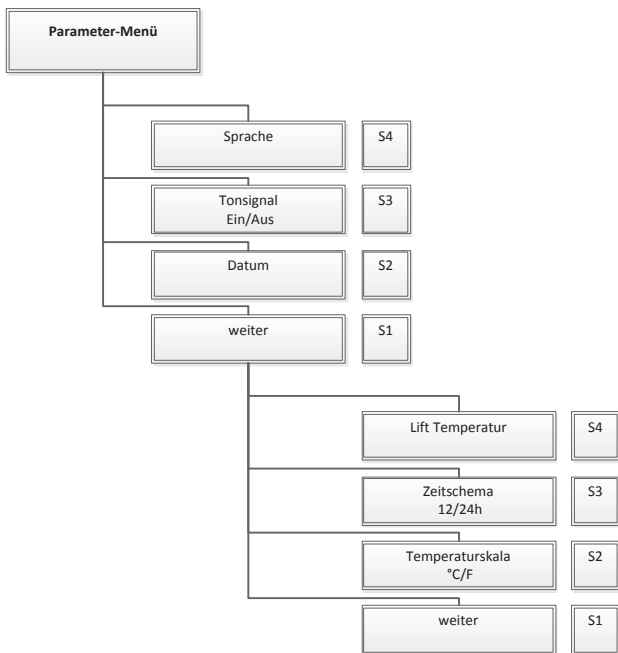 Parameter-Menü
Sprache S4
Tonsignal S3
Ein/Aus
Datum S2
weiter S1
Lift Temperatur S4
Zeitschema S3
12/24h
Temperaturskala S2
°C/F
weiter S1